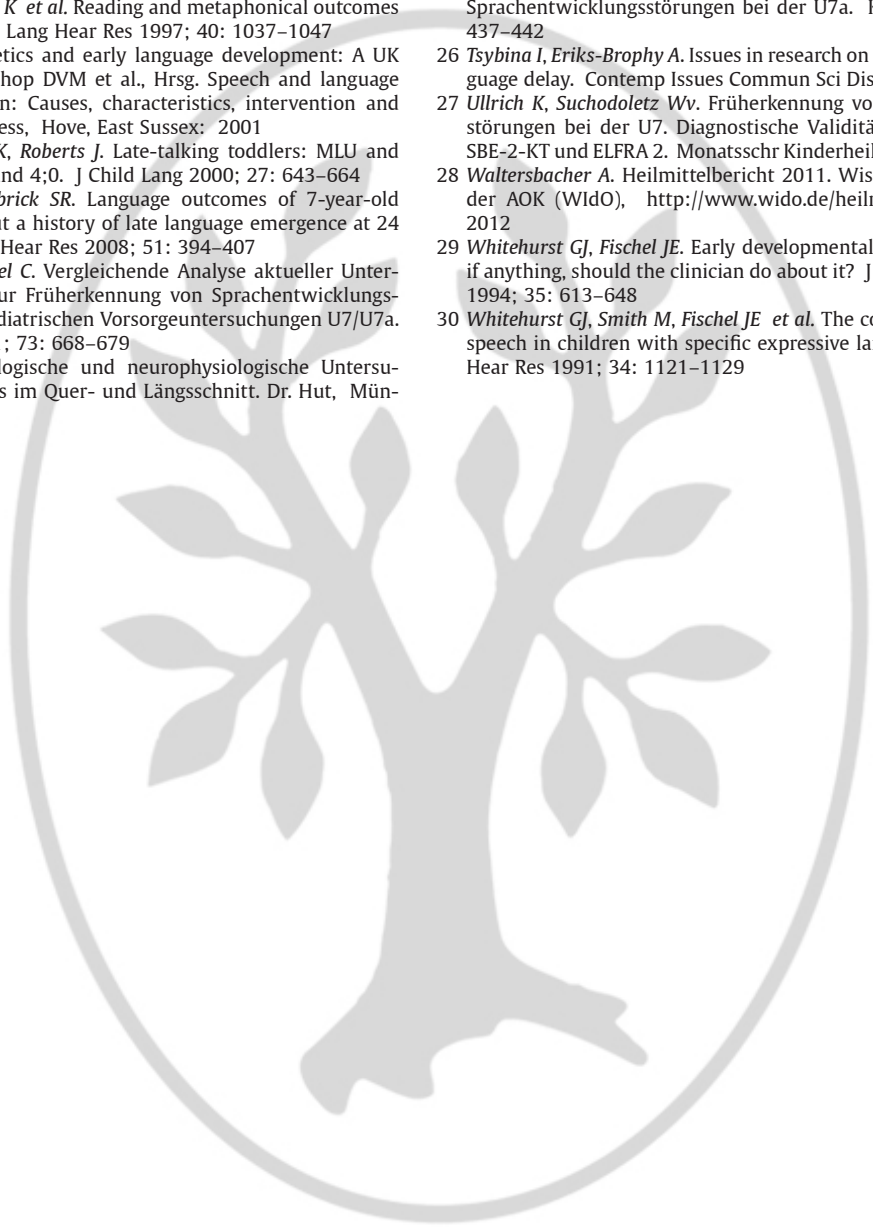 K et al. Reading and metaphonical outcomes
Lang Hear Res 1997; 40: 1037–1047
etics and early language development: A UK
hop DVM et al., Hrsg. Speech and language
n: Causes, characteristics, intervention and
ess, Hove, East Sussex: 2001
K, Roberts J. Late-talking toddlers: MLU and
nd 4;0. J Child Lang 2000; 27: 643–664
brick SR. Language outcomes of 7-year-old
ut a history of late language emergence at 24
Hear Res 2008; 51: 394–407
el C. Vergleichende Analyse aktueller Unter-
ur Früherkennung von Sprachentwicklungs-
diatrischen Vorsorgeuntersuchungen U7/U7a.
; 73: 668–679
logische und neurophysiologische Untersu-
s im Quer- und Längsschnitt. Dr. Hut, Mün-
Sprachentwicklungsstörungen bei der U7a.
437–442
26 Tsybina I, Eriks-Brophy A. Issues in research on
guage delay. Contemp Issues Commun Sci Dis
27 Ullrich K, Suchodoletz Wv. Früherkennung vo
störungen bei der U7. Diagnostische Validitä
SBE-2-KT und ELFRA 2. Monatsschr Kinderheil
28 Waltersbacher A. Heilmittelbericht 2011. Wis
der AOK (WIdO), http://www.wido.de/heiln
2012
29 Whitehurst GJ, Fischel JE. Early developmental
if anything, should the clinician do about it? J
1994; 35: 613–648
30 Whitehurst GJ, Smith M, Fischel JE et al. The co
speech in children with specific expressive la
Hear Res 1991; 34: 1121–1129